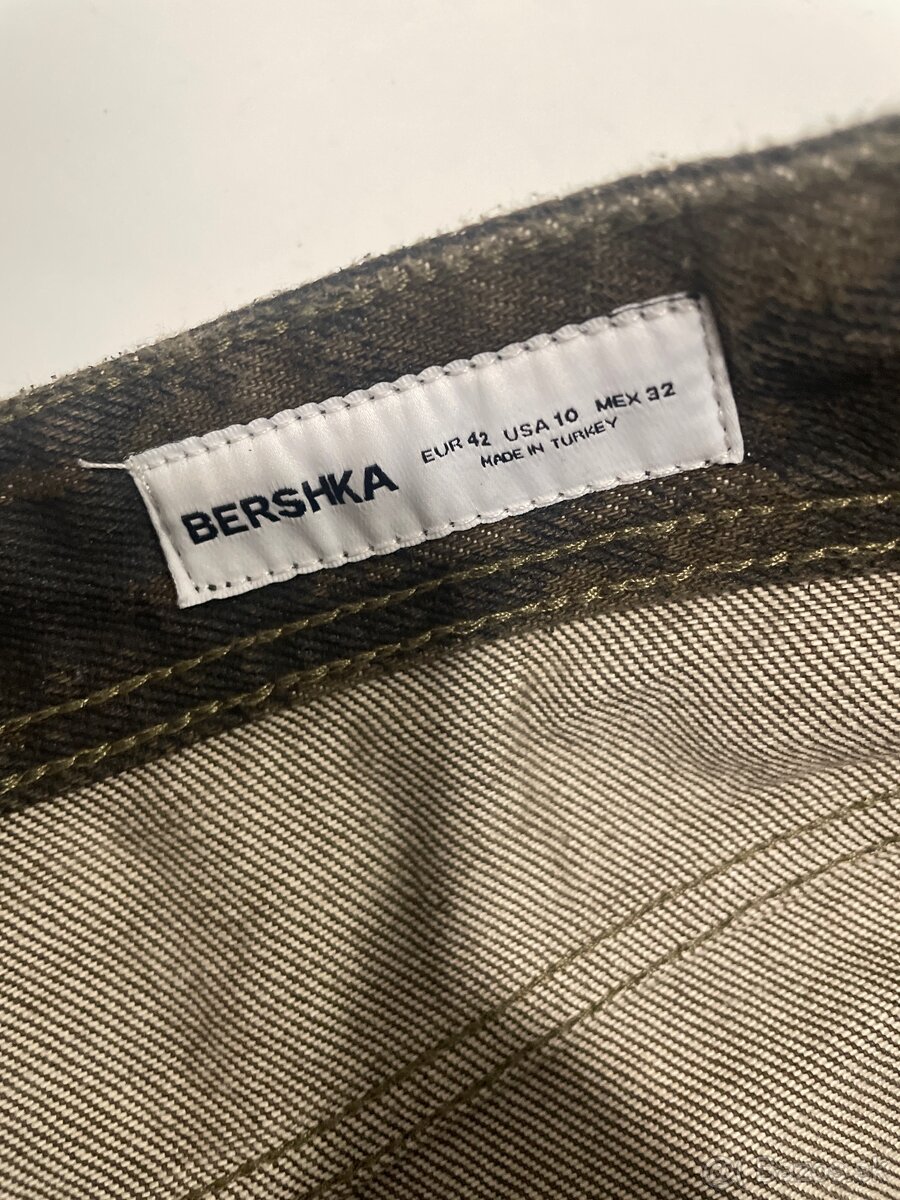 BERSHKA
EUR 42 USA 10 MEX 32
MADE IN TURKEY